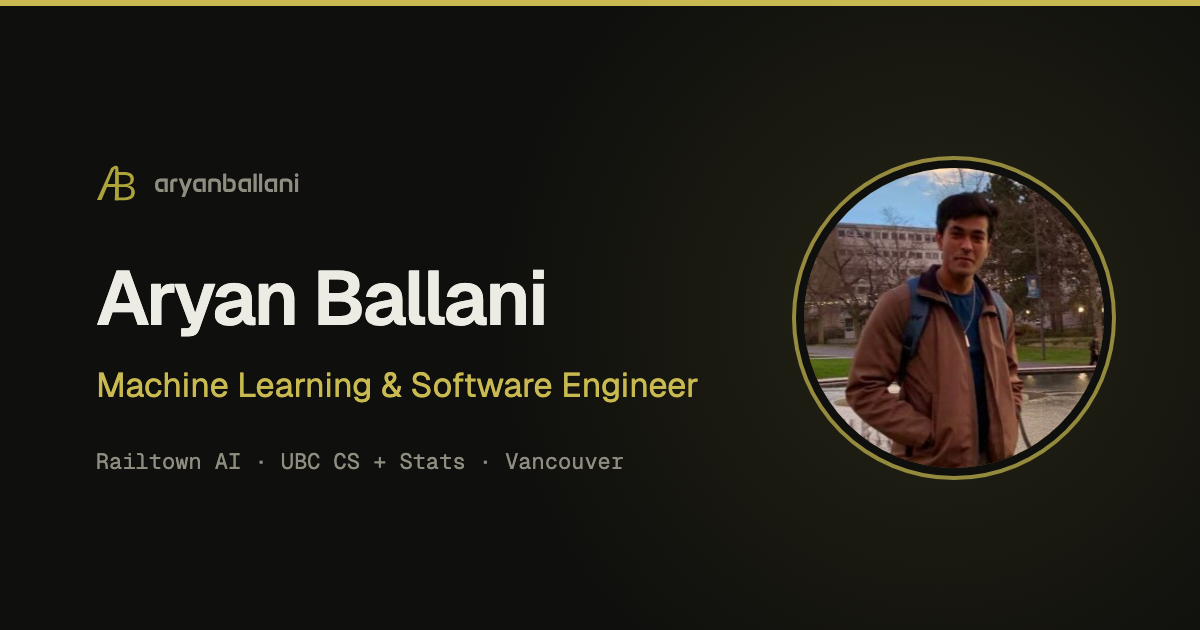 AB aryanballani
Aryan Ballani
Machine Learning & Software Engineer
Railtown AI · UBC CS + Stats · Vancouver